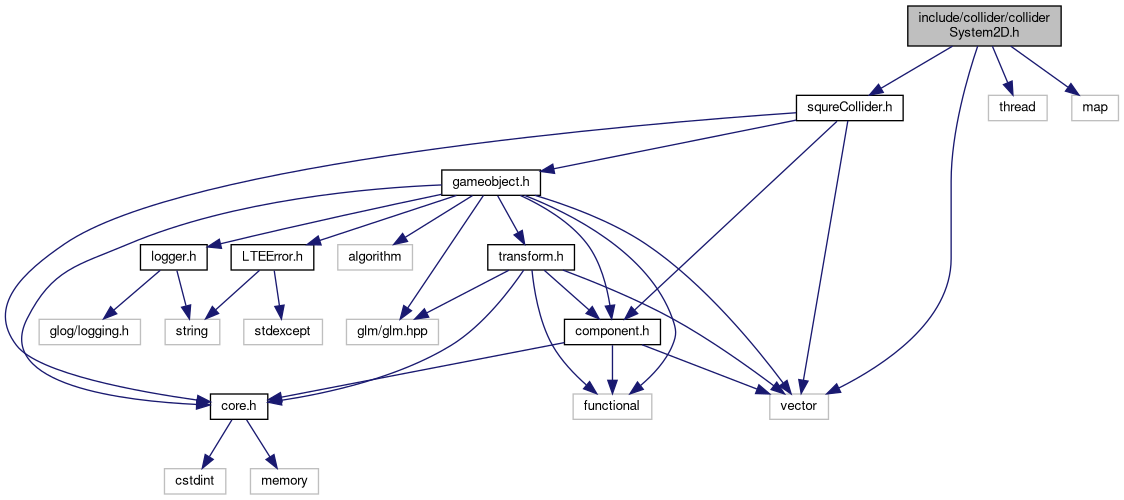 include/collider/collider
System2D.h
squreCollider.h
thread
map
gameobject.h
logger.h
LTEError.h
algorithm
transform.h
glog/logging.h
string
stdexcept
glm/glm.hpp
component.h
core.h
functional
vector
cstdint
memory